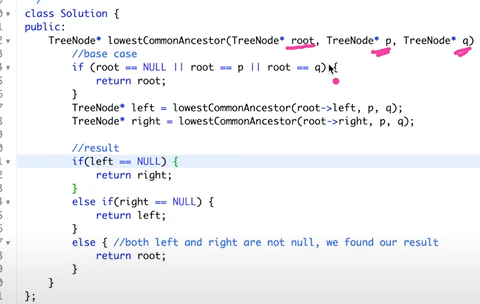 class Solution {
public:
TreeNode* lowestCommonAncestor(TreeNode* root, TreeNode* p, TreeNode* q)
//base case
if (root == NULL || root == p || root == q) {
return root;
}
TreeNode* left = lowestCommonAncestor(root->left, p, q);
TreeNode* right = lowestCommonAncestor(root->right, p, q);
//result
if(left == NULL) {
return right;
}
else if(right == NULL) {
return left;
}
else { //both left and right are not null, we found our result
return root;
}
}
};